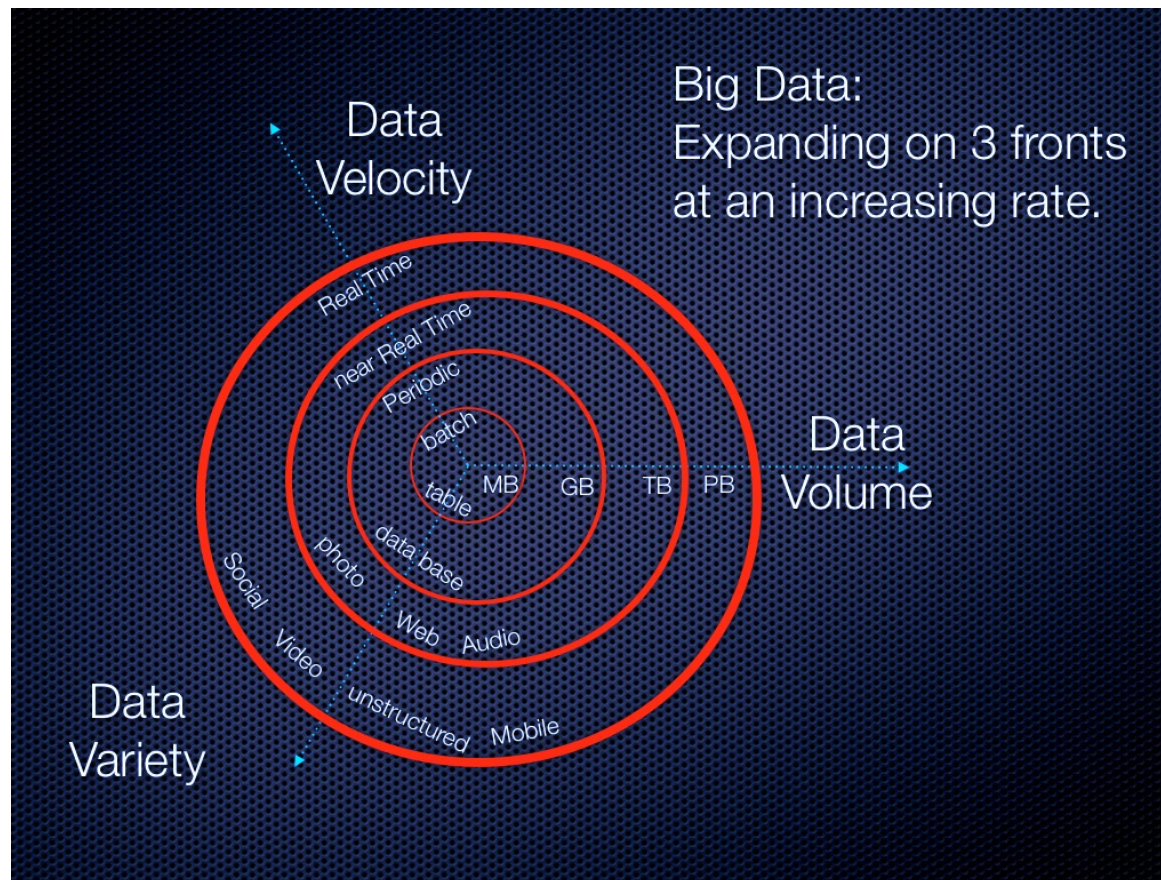 Big Data:
Expanding on 3 fronts
at an increasing rate.
Data
Velocity
Real Time
near Real Time
Periodic
batch
table
MB
GB
TB
PB
Data
Volume
data base
photo
Web
Audio
Social
Video
unstructured
Mobile
Data
Variety